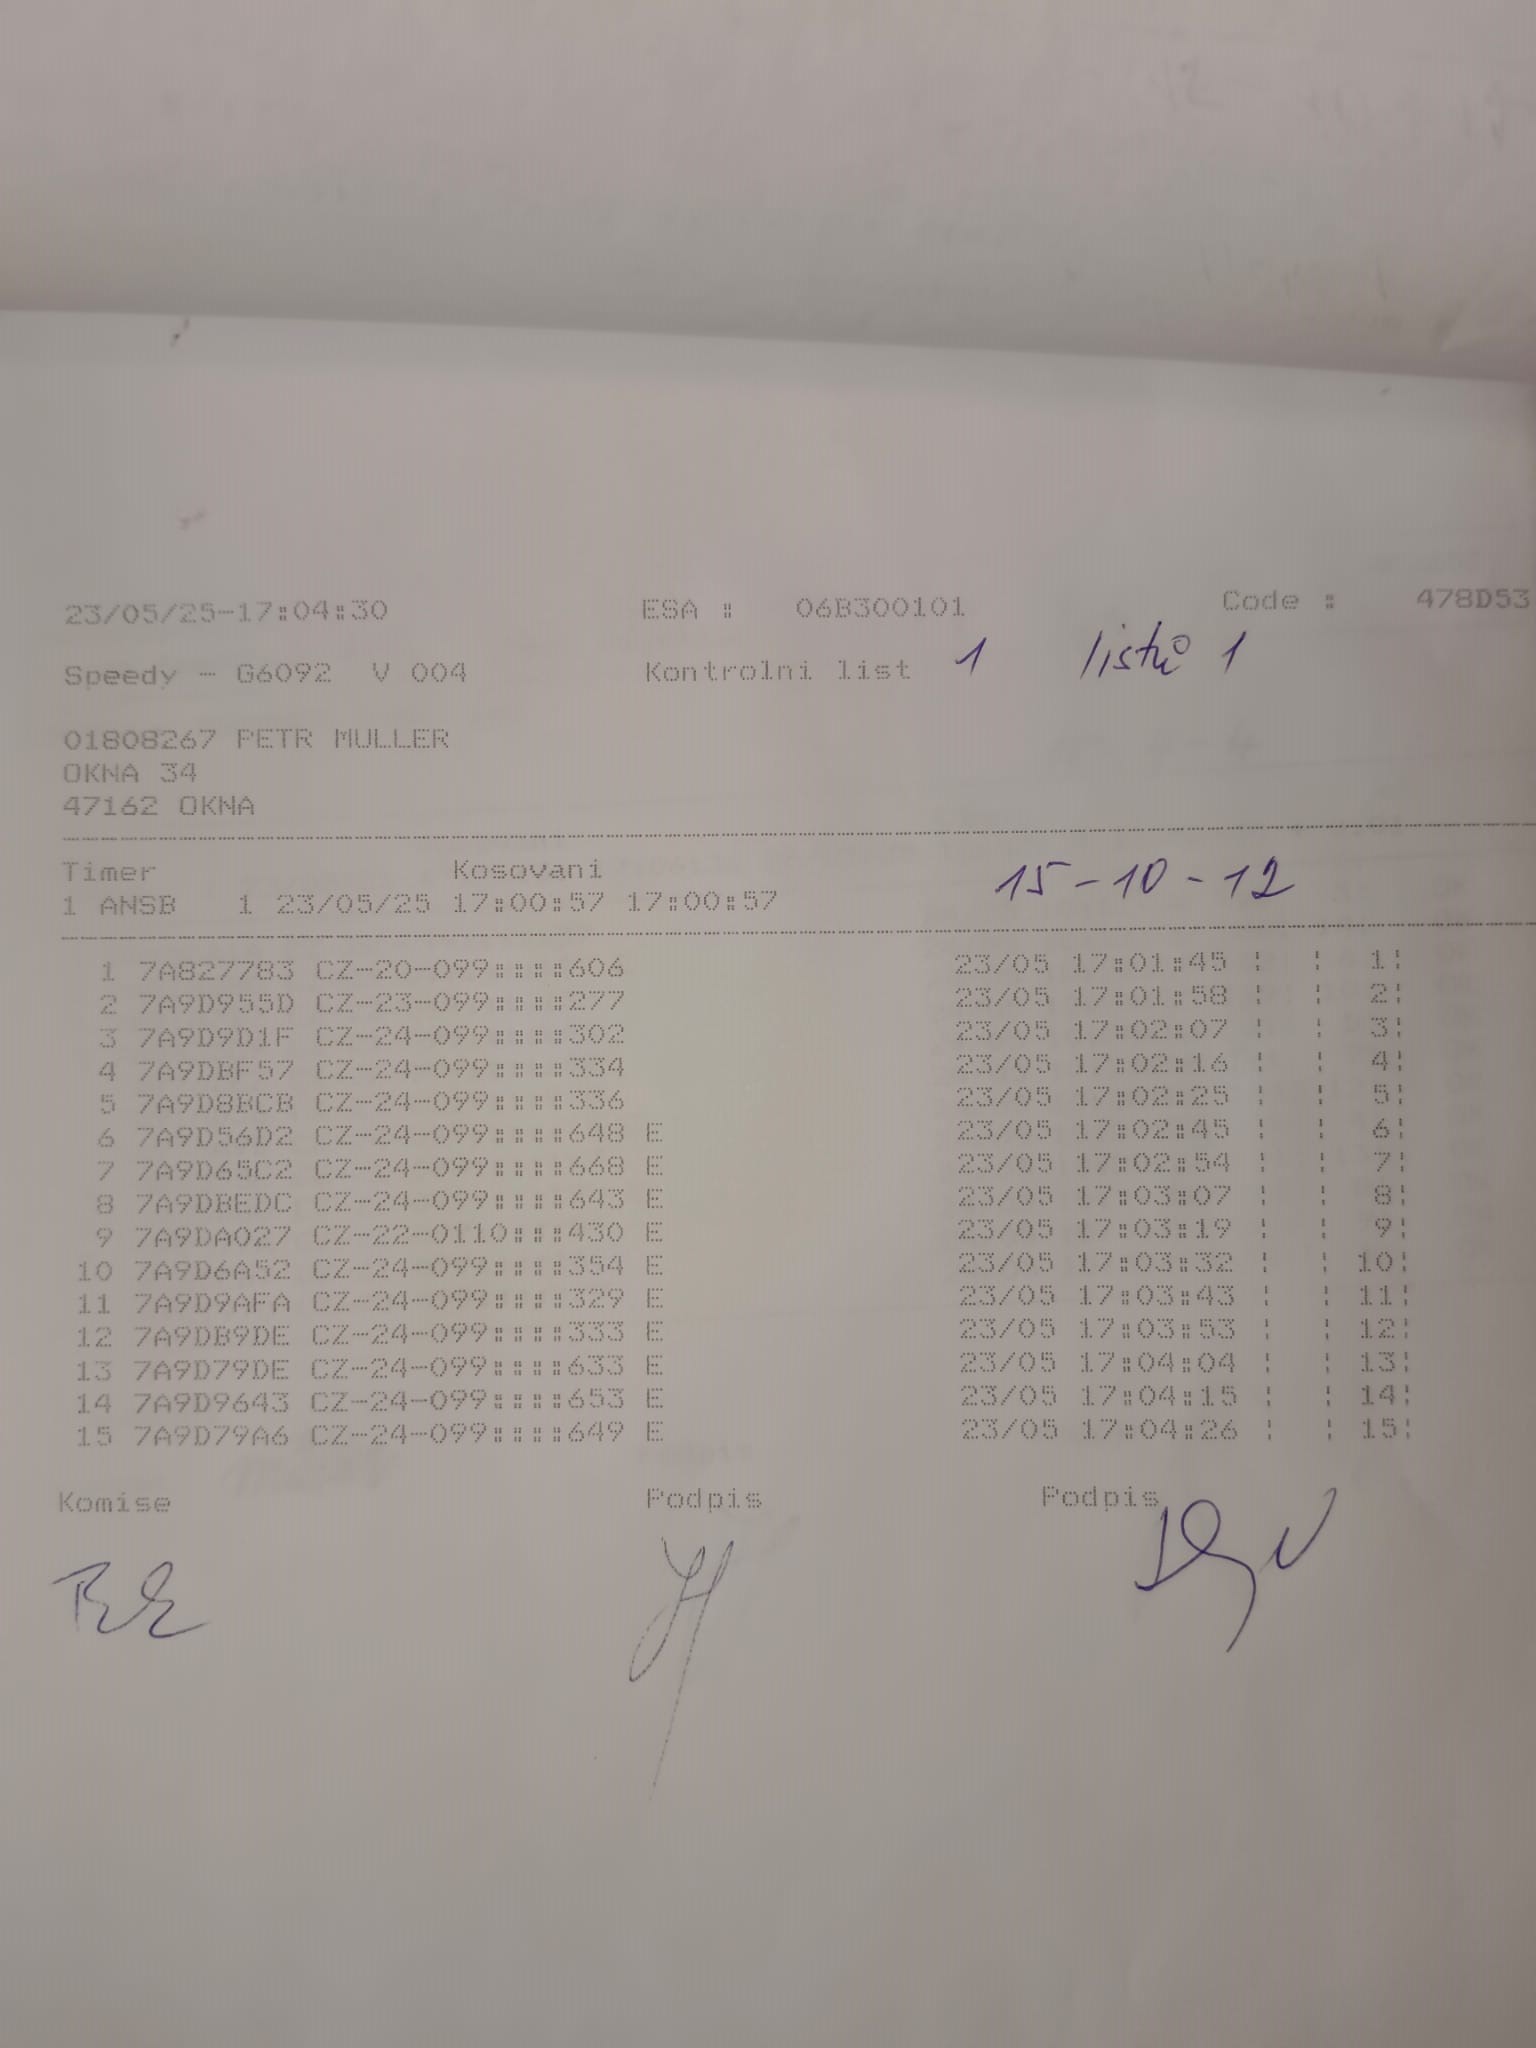 23/05/25-17:04:30 ESA : 06B300101 Code : 478D53
Speedy - G6092 V 004 Kontrolni list 1 listů 1
01808267 PETR MULLER
OKNA 34
47162 OKNA
Timer Kosovani 15-10-12
1 ANSB 1 23/05/25 17:00:57 17:00:57
1 7A827783 CZ-20-099::::606 23/05 17:01:45 ¦ ¦ 1¦
2 7A9D955D CZ-23-099::::277 23/05 17:01:58 ¦ ¦ 2¦
3 7A9D9D1F CZ-24-099::::302 23/05 17:02:07 ¦ ¦ 3¦
4 7A9DBF57 CZ-24-099::::334 23/05 17:02:16 ¦ ¦ 4¦
5 7A9D8BCB CZ-24-099::::336 23/05 17:02:25 ¦ ¦ 5¦
6 7A9D56D2 CZ-24-099::::648 E 23/05 17:02:45 ¦ ¦ 6¦
7 7A9D65C2 CZ-24-099::::668 E 23/05 17:02:54 ¦ ¦ 7¦
8 7A9DBEDC CZ-24-099::::643 E 23/05 17:03:07 ¦ ¦ 8¦
9 7A9DA027 CZ-22-0110:::430 E 23/05 17:03:19 ¦ ¦ 9¦
10 7A9D6A52 CZ-24-099::::354 E 23/05 17:03:32 ¦ ¦ 10¦
11 7A9D9AFA CZ-24-099::::329 E 23/05 17:03:43 ¦ ¦ 11¦
12 7A9DB9DE CZ-24-099::::333 E 23/05 17:03:53 ¦ ¦ 12¦
13 7A9D79DE CZ-24-099::::633 E 23/05 17:04:04 ¦ ¦ 13¦
14 7A9D9643 CZ-24-099::::653 E 23/05 17:04:15 ¦ ¦ 14¦
15 7A9D79A6 CZ-24-099::::649 E 23/05 17:04:26 ¦ ¦ 15¦
Komise Podpis Podpis